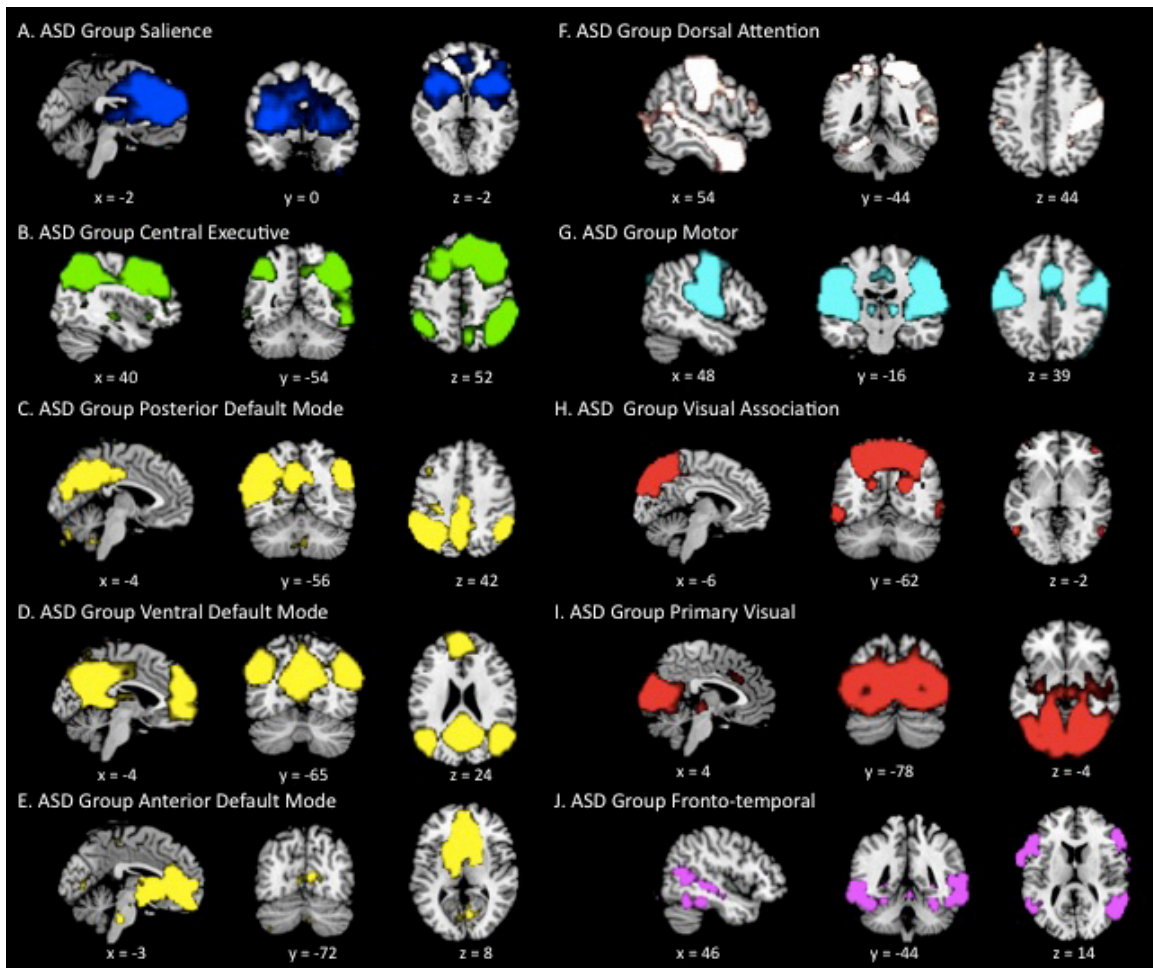 A. ASD Group Salience
x = -2 y = 0 z = -2
B. ASD Group Central Executive
x = 40 y = -54 z = 52
C. ASD Group Posterior Default Mode
x = -4 y = -56 z = 42
D. ASD Group Ventral Default Mode
x = -4 y = -65 z = 24
E. ASD Group Anterior Default Mode
x = -3 y = -72 z = 8
F. ASD Group Dorsal Attention
x = 54 y = -44 z = 44
G. ASD Group Motor
x = 48 y = -16 z = 39
H. ASD  Group Visual Association
x = -6 y = -62 z = -2
I. ASD Group Primary Visual
x = 4 y = -78 z = -4
J. ASD Group Fronto-temporal
x = 46 y = -44 z = 14